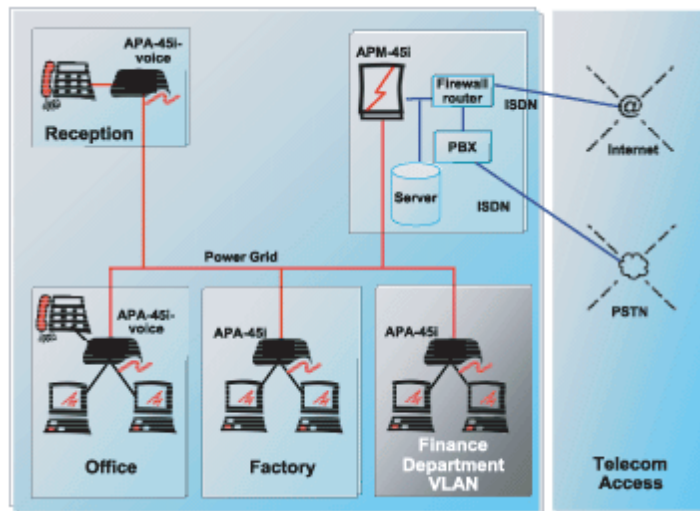 APA-45i-
voice
Reception
APM-45i
Firewall
router
PBX
Server
ISDN
ISDN
@
Internet
PSTN
Power Grid
APA-45i-
voice
Office
APA-45i
Factory
APA-45i
Finance
Department
VLAN
Telecom
Access